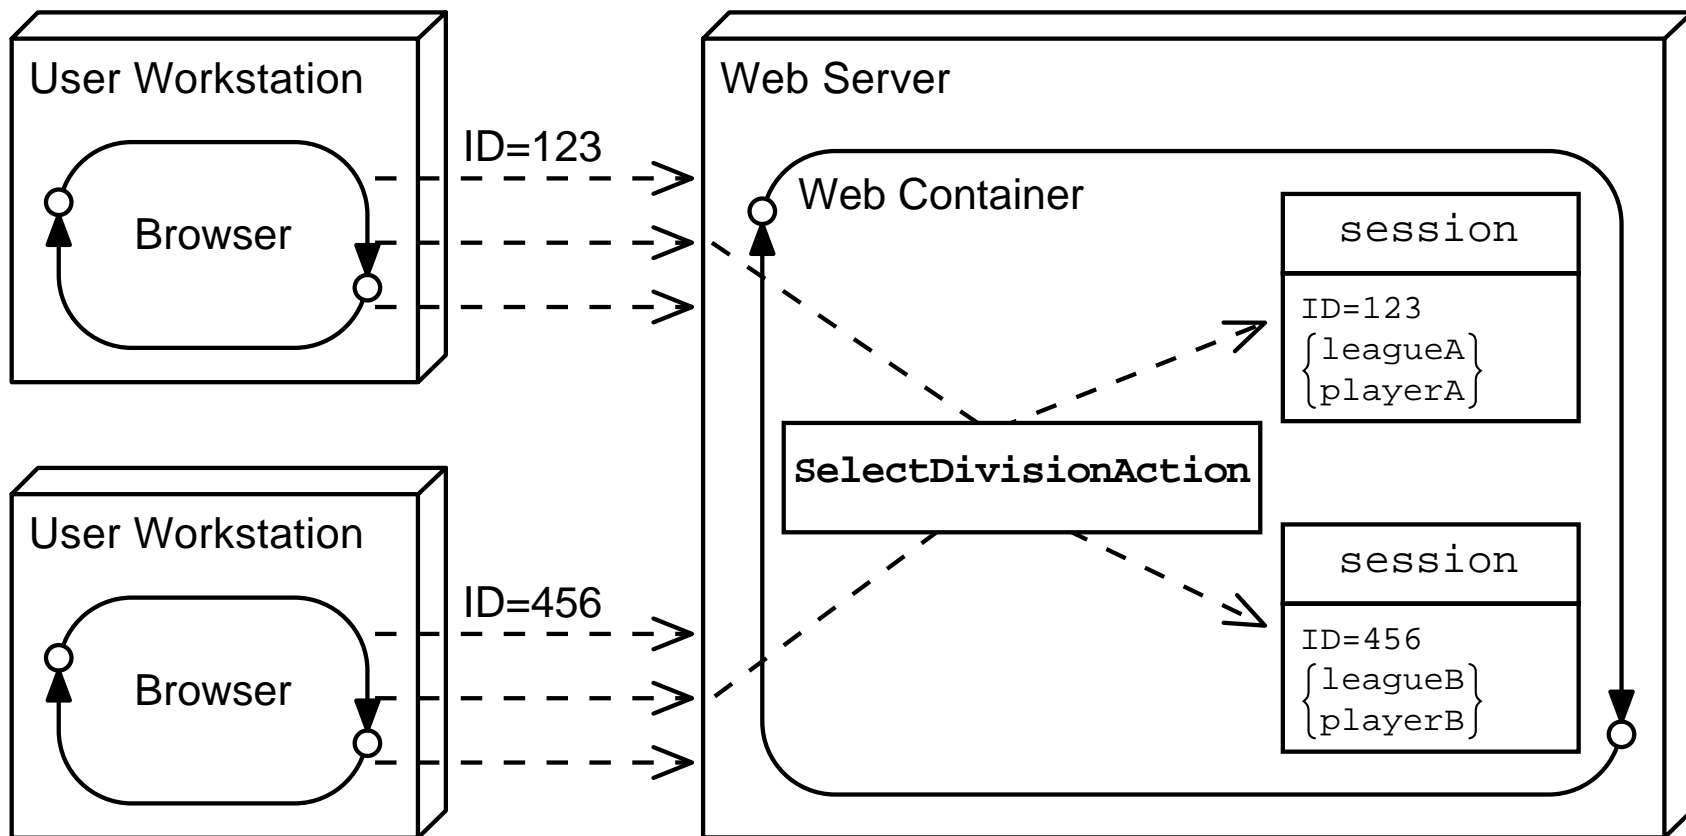 User Workstation
Browser
ID=123
User Workstation
Browser
ID=456
Web Server
Web Container
session
ID=123
{leagueA}
{playerA}
SelectDivisionAction
session
ID=456
{leagueB}
{playerB}